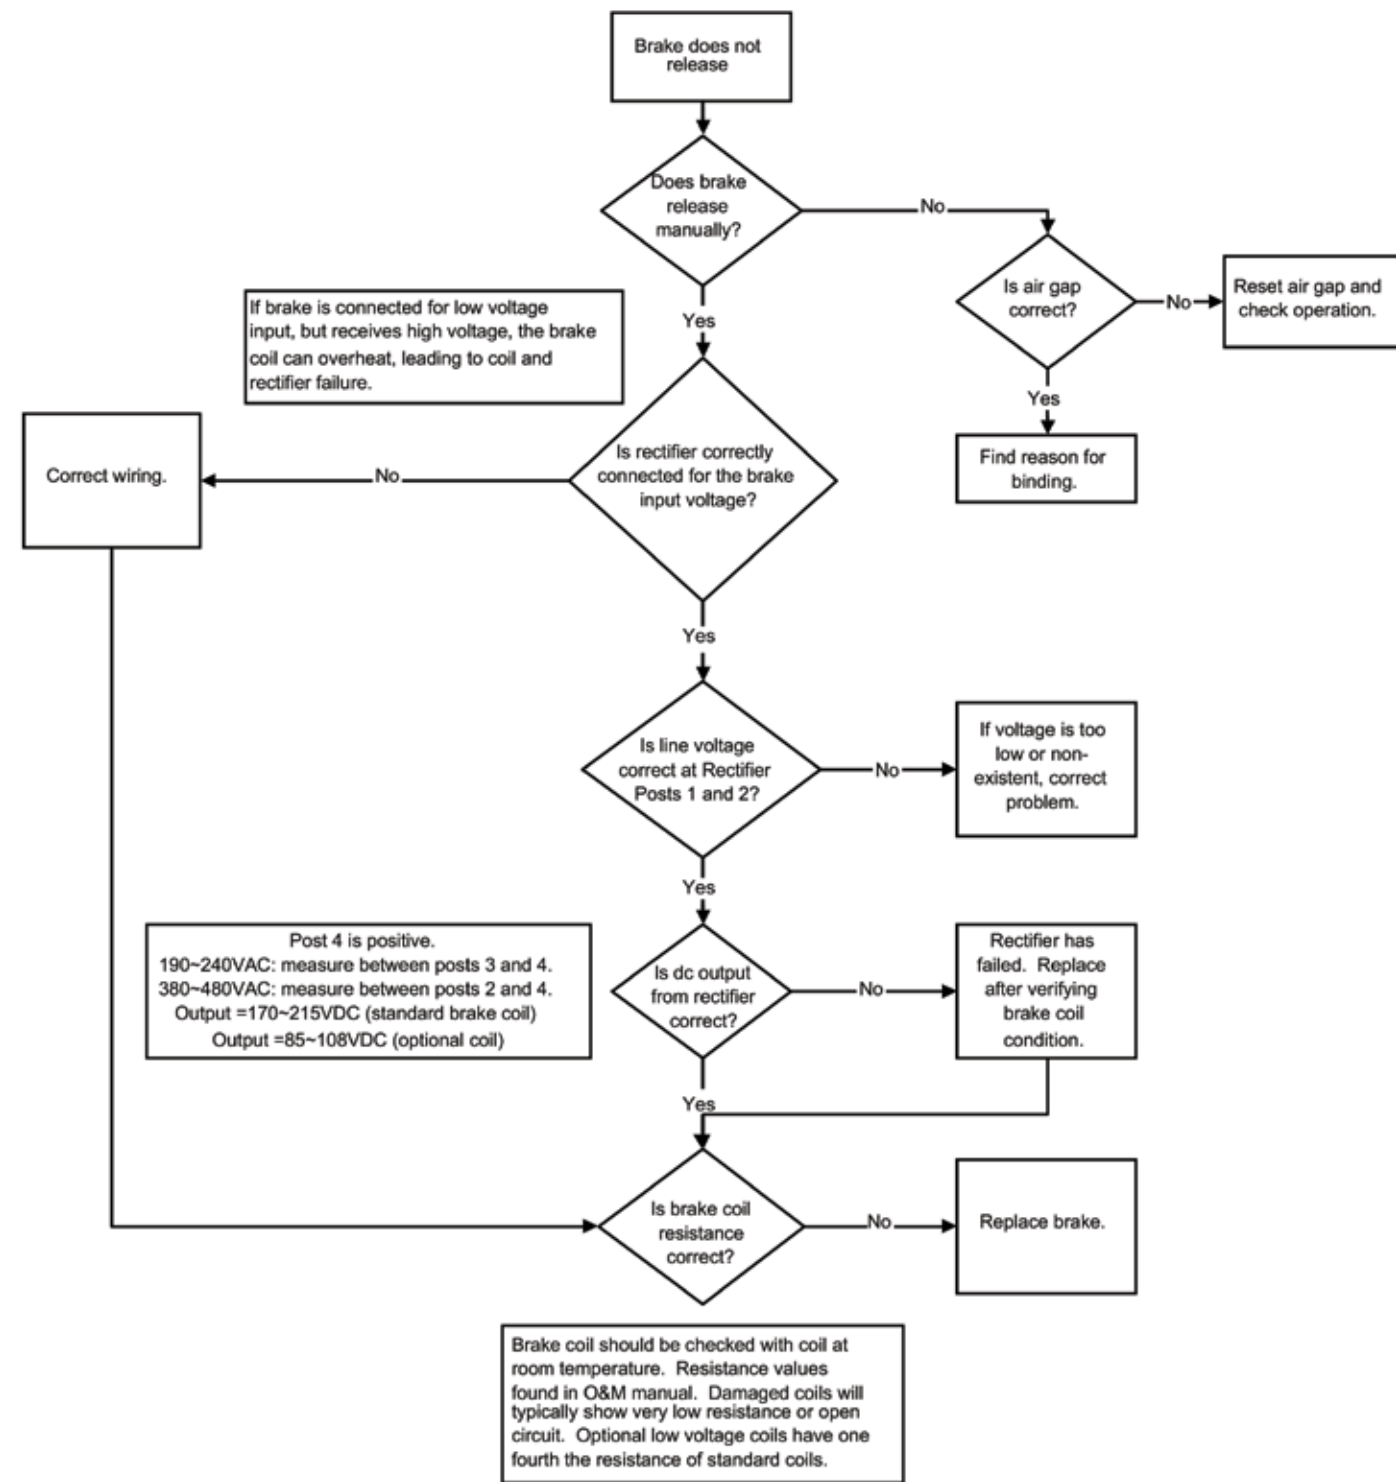 Brake does not
release
Does brake
release
manually?
No
Is air gap
correct?
No
Reset air gap and
check operation.
Yes
Find reason for
binding.
Yes
If brake is connected for low voltage
input, but receives high voltage, the brake
coil can overheat, leading to coil and
rectifier failure.
Is rectifier correctly
connected for the brake
input voltage?
No
Correct wiring.
Yes
Is line voltage
correct at Rectifier
Posts 1 and 2?
No
If voltage is too
low or non-
existent, correct
problem.
Yes
Post 4 is positive.
190~240VAC: measure between posts 3 and 4.
380~480VAC: measure between posts 2 and 4.
Output =170~215VDC (standard brake coil)
Output =85~108VDC (optional coil)
Is dc output
from rectifier
correct?
No
Rectifier has
failed. Replace
after verifying
brake coil
condition.
Yes
Is brake coil
resistance
correct?
No
Replace brake.
Brake coil should be checked with coil at
room temperature. Resistance values
found in O&M manual. Damaged coils will
typically show very low resistance or open
circuit. Optional low voltage coils have one
fourth the resistance of standard coils.